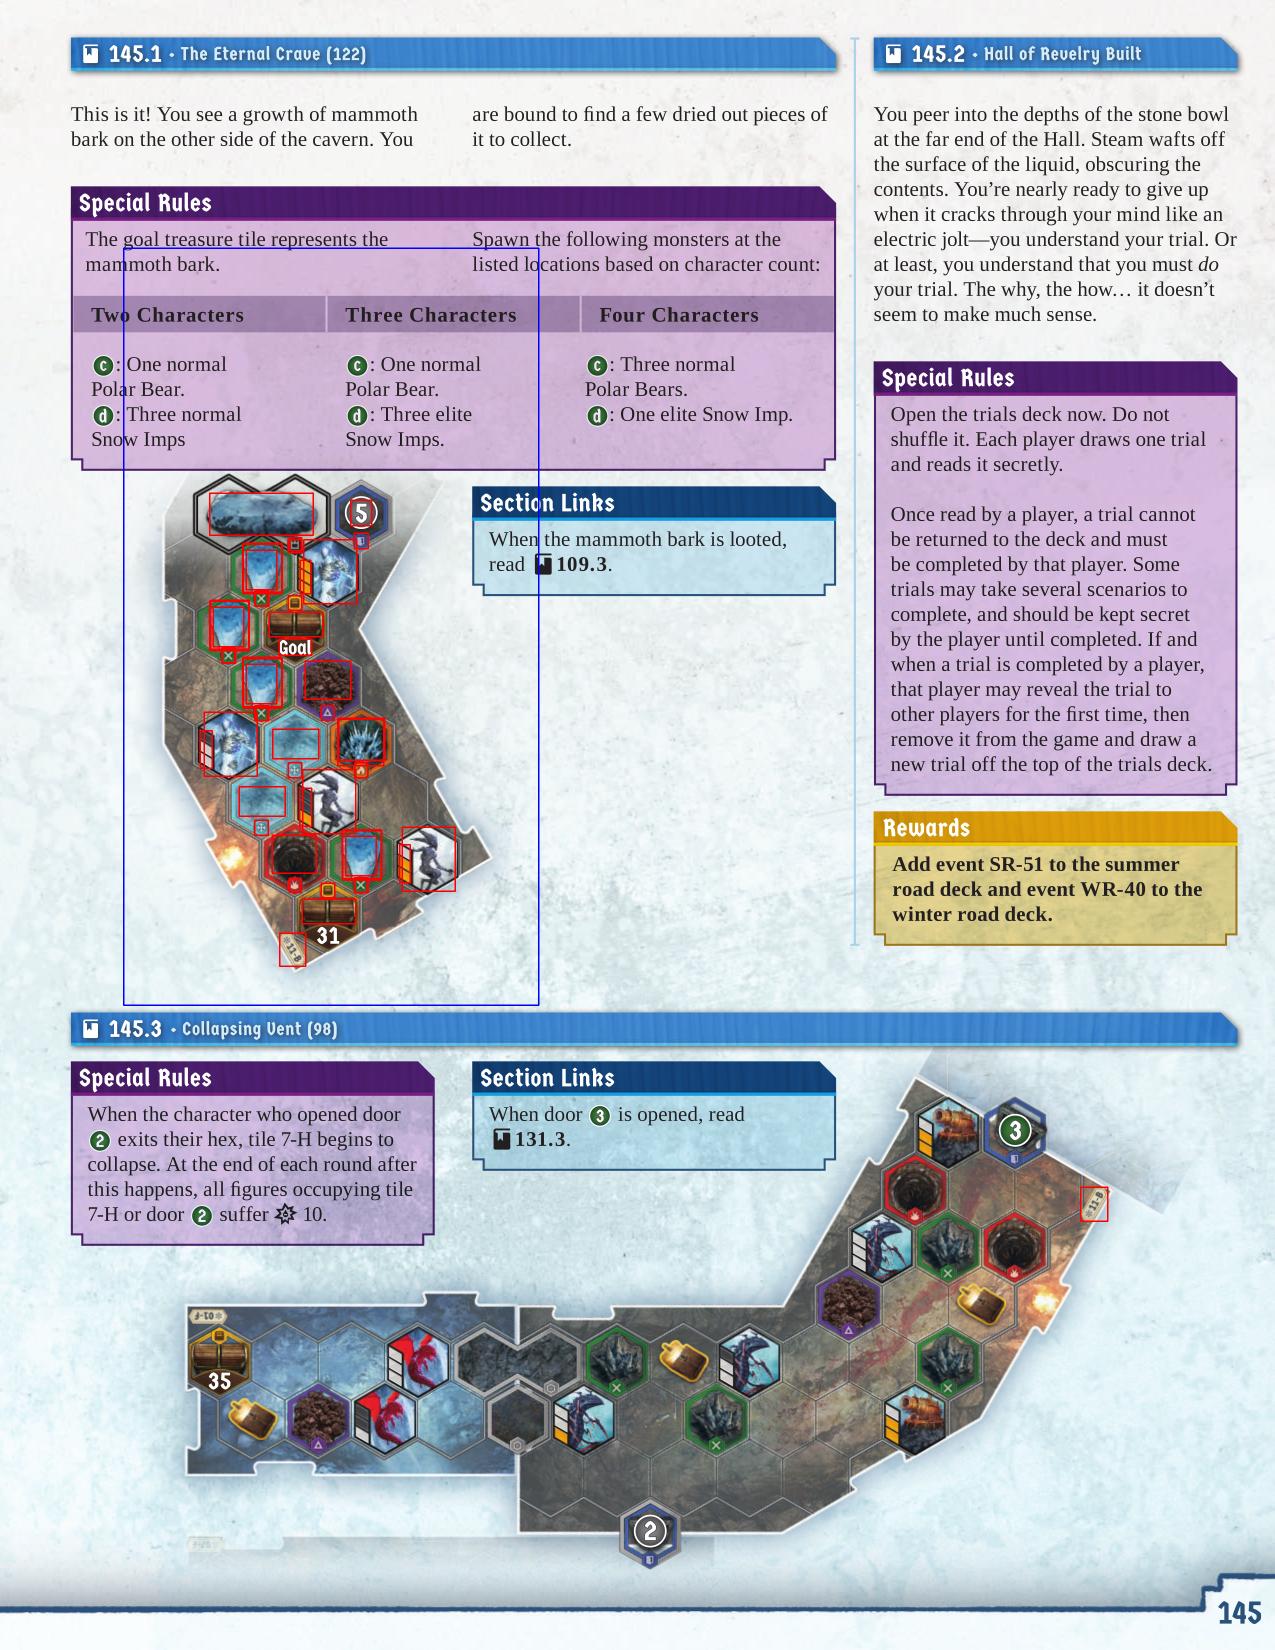 145.1 • The Eternal Crave (122)
This is it! You see a growth of mammoth
bark on the other side of the cavern. You
are bound to find a few dried out pieces of
it to collect.
Special Rules
The goal treasure tile represents the
mammoth bark.
Spawn the following monsters at the
listed locations based on character count:
Two Characters
c: One normal
Polar Bear.
d: Three normal
Snow Imps
Three Characters
c: One normal
Polar Bear.
d: Three elite
Snow Imps.
Four Characters
c: Three normal
Polar Bears.
d: One elite Snow Imp.
5
Goal
31
11-B
Section Links
When the mammoth bark is looted,
read 109.3.
145.2 • Hall of Revelry Built
You peer into the depths of the stone bowl
at the far end of the Hall. Steam wafts off
the surface of the liquid, obscuring the
contents. You’re nearly ready to give up
when it cracks through your mind like an
electric jolt—you understand your trial. Or
at least, you understand that you must do
your trial. The why, the how… it doesn’t
seem to make much sense.
Special Rules
Open the trials deck now. Do not
shuffle it. Each player draws one trial
and reads it secretly.
Once read by a player, a trial cannot
be returned to the deck and must
be completed by that player. Some
trials may take several scenarios to
complete, and should be kept secret
by the player until completed. If and
when a trial is completed by a player,
that player may reveal the trial to
other players for the first time, then
remove it from the game and draw a
new trial off the top of the trials deck.
Rewards
Add event SR-51 to the summer
road deck and event WR-40 to the
winter road deck.
145.3 • Collapsing Vent (98)
Special Rules
When the character who opened door
2 exits their hex, tile 7-H begins to
collapse. At the end of each round after
this happens, all figures occupying tile
7-H or door 2 suffer 10.
Section Links
When door 3 is opened, read
131.3.
3
11-B
10-F
35
2
145